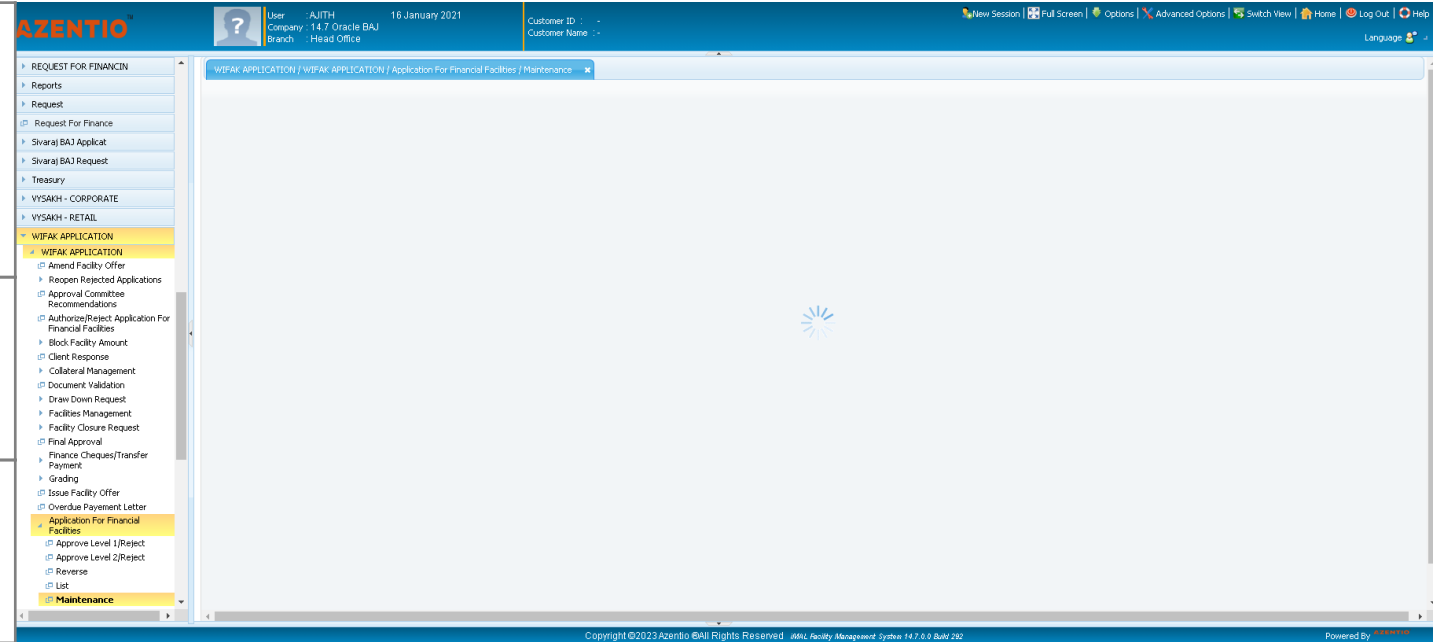 AZENTIO™
User : AJITH 16 January 2021
Company : 14.7 Oracle BAJ
Branch : Head Office
Customer ID : -
Customer Name : -
New Session | Full Screen | Options | Advanced Options | Switch View | Home | Log Out | Help
Language
REQUEST FOR FINANCIN
Reports
Request
Request For Finance
Sivaraj BAJ Applicat
Sivaraj BAJ Request
Treasury
VYSAKH - CORPORATE
VYSAKH - RETAIL
WIFAK APPLICATION
WIFAK APPLICATION
Amend Facility Offer
Reopen Rejected Applications
Approval Committee
Recommendations
Authorize/Reject Application For
Financial Facilities
Block Facility Amount
Client Response
Collateral Management
Document Validation
Draw Down Request
Facilities Management
Facility Closure Request
Final Approval
Finance Cheques/Transfer
Payment
Grading
Issue Facility Offer
Overdue Payement Letter
Application For Financial
Facilities
Approve Level 1/Reject
Approve Level 2/Reject
Reverse
List
Maintenance
WIFAK APPLICATION / WIFAK APPLICATION / Application For Financial Facilities / Maintenance
Copyright ©2023 Azentio ®All Rights Reserved iMAL Facility Management System 14.7.0.0 Build 292
Powered By AZENTIO